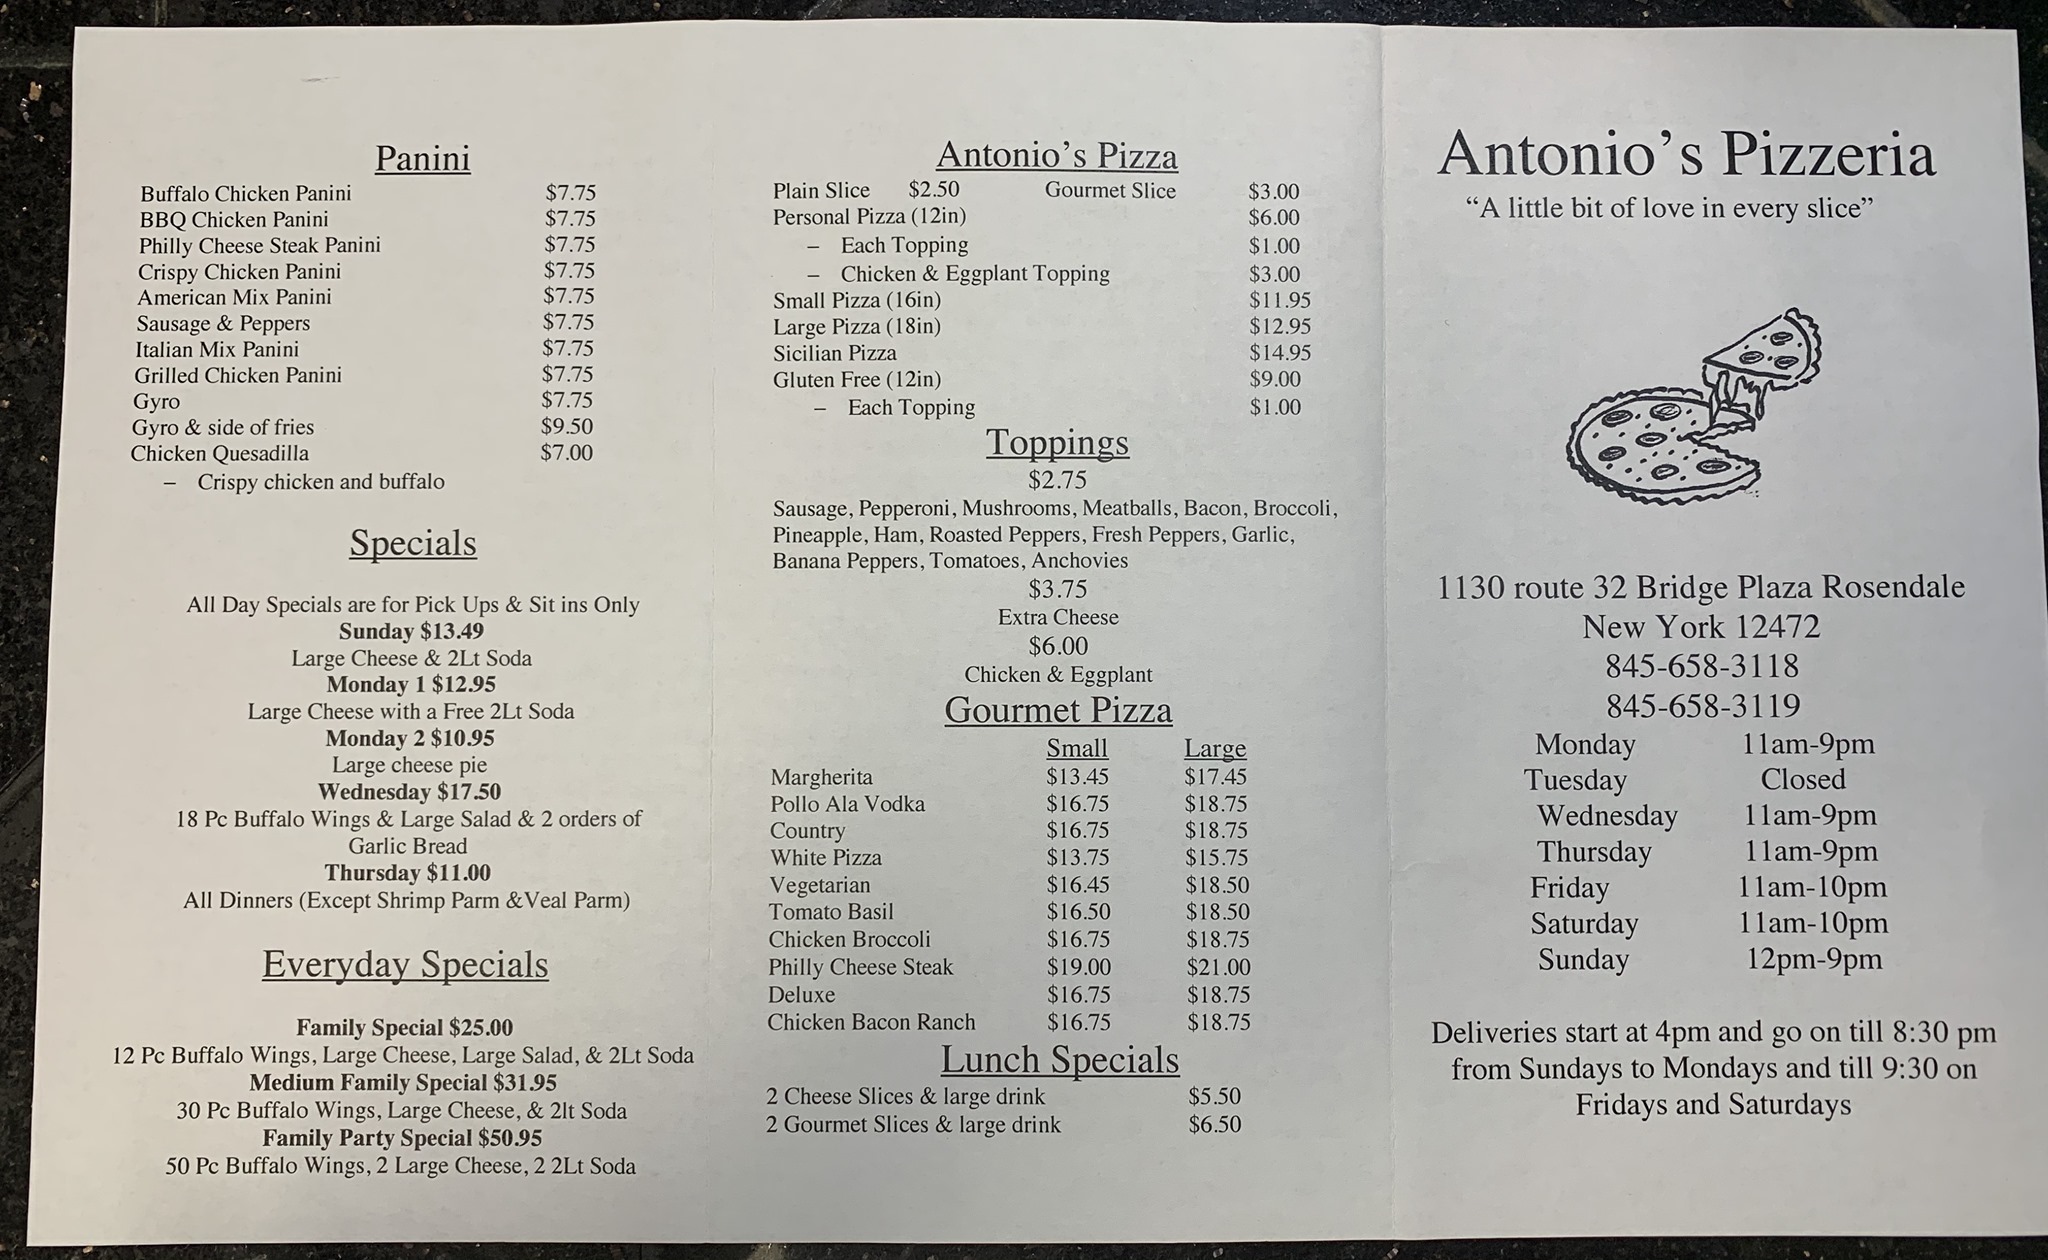 Panini
Buffalo Chicken Panini $7.75
BBQ Chicken Panini $7.75
Philly Cheese Steak Panini $7.75
Crispy Chicken Panini $7.75
American Mix Panini $7.75
Sausage & Peppers $7.75
Italian Mix Panini $7.75
Grilled Chicken Panini $7.75
Gyro $7.75
Gyro & side of fries $9.50
Chicken Quesadilla $7.00
– Crispy chicken and buffalo
Specials
All Day Specials are for Pick Ups & Sit ins Only
Sunday $13.49
Large Cheese & 2Lt Soda
Monday 1 $12.95
Large Cheese with a Free 2Lt Soda
Monday 2 $10.95
Large cheese pie
Wednesday $17.50
18 Pc Buffalo Wings & Large Salad & 2 orders of
Garlic Bread
Thursday $11.00
All Dinners (Except Shrimp Parm &Veal Parm)
Everyday Specials
Family Special $25.00
12 Pc Buffalo Wings, Large Cheese, Large Salad, & 2Lt Soda
Medium Family Special $31.95
30 Pc Buffalo Wings, Large Cheese, & 2lt Soda
Family Party Special $50.95
50 Pc Buffalo Wings, 2 Large Cheese, 2 2Lt Soda
Antonio's Pizza
Plain Slice $2.50 Gourmet Slice $3.00
Personal Pizza (12in) $6.00
– Each Topping $1.00
– Chicken & Eggplant Topping $3.00
Small Pizza (16in) $11.95
Large Pizza (18in) $12.95
Sicilian Pizza $14.95
Gluten Free (12in) $9.00
– Each Topping $1.00
Toppings
$2.75
Sausage, Pepperoni, Mushrooms, Meatballs, Bacon, Broccoli,
Pineapple, Ham, Roasted Peppers, Fresh Peppers, Garlic,
Banana Peppers, Tomatoes, Anchovies
$3.75
Extra Cheese
$6.00
Chicken & Eggplant
Gourmet Pizza
Small Large
Margherita $13.45 $17.45
Pollo Ala Vodka $16.75 $18.75
Country $16.75 $18.75
White Pizza $13.75 $15.75
Vegetarian $16.45 $18.50
Tomato Basil $16.50 $18.50
Chicken Broccoli $16.75 $18.75
Philly Cheese Steak $19.00 $21.00
Deluxe $16.75 $18.75
Chicken Bacon Ranch $16.75 $18.75
Lunch Specials
2 Cheese Slices & large drink $5.50
2 Gourmet Slices & large drink $6.50
Antonio's Pizzeria
“A little bit of love in every slice”
1130 route 32 Bridge Plaza Rosendale
New York 12472
845-658-3118
845-658-3119
Monday 11am-9pm
Tuesday Closed
Wednesday 11am-9pm
Thursday 11am-9pm
Friday 11am-10pm
Saturday 11am-10pm
Sunday 12pm-9pm
Deliveries start at 4pm and go on till 8:30 pm
from Sundays to Mondays and till 9:30 on
Fridays and Saturdays